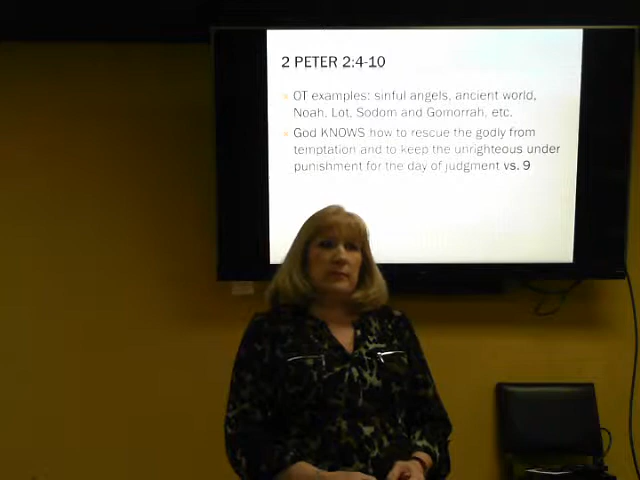 2 PETER 2:4-10
OT examples: sinful angels, ancient world,
Noah, Lot, Sodom and Gomorrah, etc.
God KNOWS how to rescue the godly from
temptation and to keep the unrighteous under
punishment for the day of judgment vs. 9